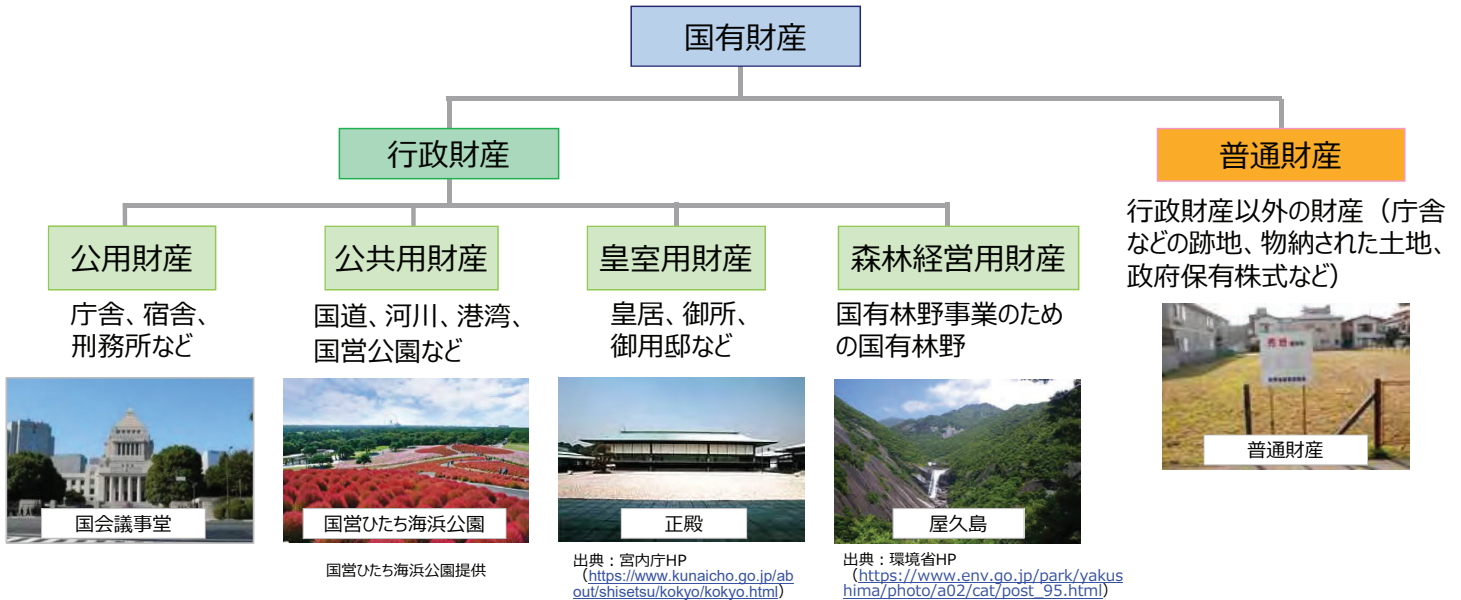 国有財産
行政財産
普通財産
行政財産以外の財産（庁舎
などの跡地、物納された土地、
政府保有株式など）
公用財産
公共用財産
皇室用財産
森林経営用財産
庁舎、宿舎、
刑務所など
国道、河川、港湾、
国営公園など
皇居、御所、
御用邸など
国有林野事業のため
の国有林野
売地
国会議事堂
国営ひたち海浜公園
正殿
屋久島
普通財産
国営ひたち海浜公園提供
出典：宮内庁HP
（https://www.kunaicho.go.jp/ab
out/shisetsu/kokyo/kokyo.html）
出典：環境省HP
（https://www.env.go.jp/park/yakus
hima/photo/a02/cat/post_95.html）